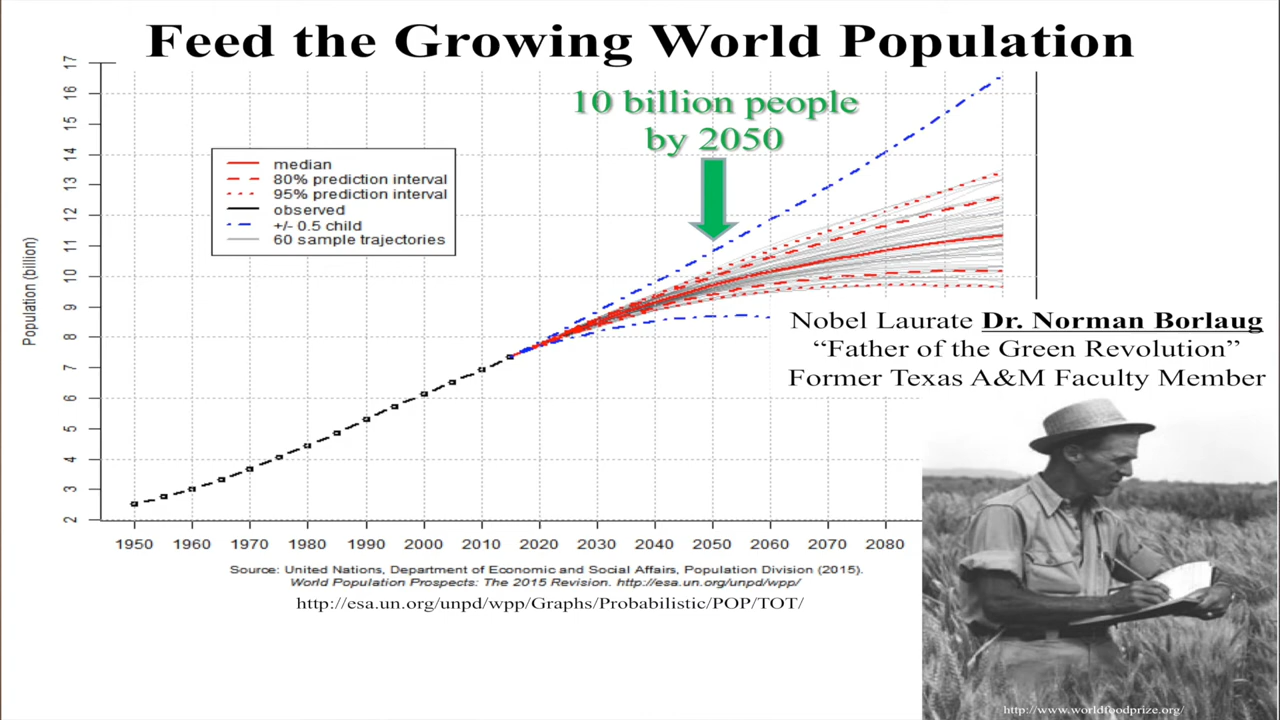 Feed the Growing World Population
10 billion people
by 2050
17
16
15
14
13
12
11
10
9
8
7
6
5
4
3
2
Population (billion)
median
80% prediction interval
95% prediction interval
observed
+/- 0.5 child
60 sample trajectories
Nobel Laurate Dr. Norman Borlaug
“Father of the Green Revolution”
Former Texas A&M Faculty Member
1950 1960 1970 1980 1990 2000 2010 2020 2030 2040 2050 2060 2070 2080
Source: United Nations, Department of Economic and Social Affairs, Population Division (2015).
World Population Prospects: The 2015 Revision. http://esa.un.org/unpd/wpp/
http://esa.un.org/unpd/wpp/Graphs/Probabilistic/POP/TOT/
http://www.worldfoodprize.org/